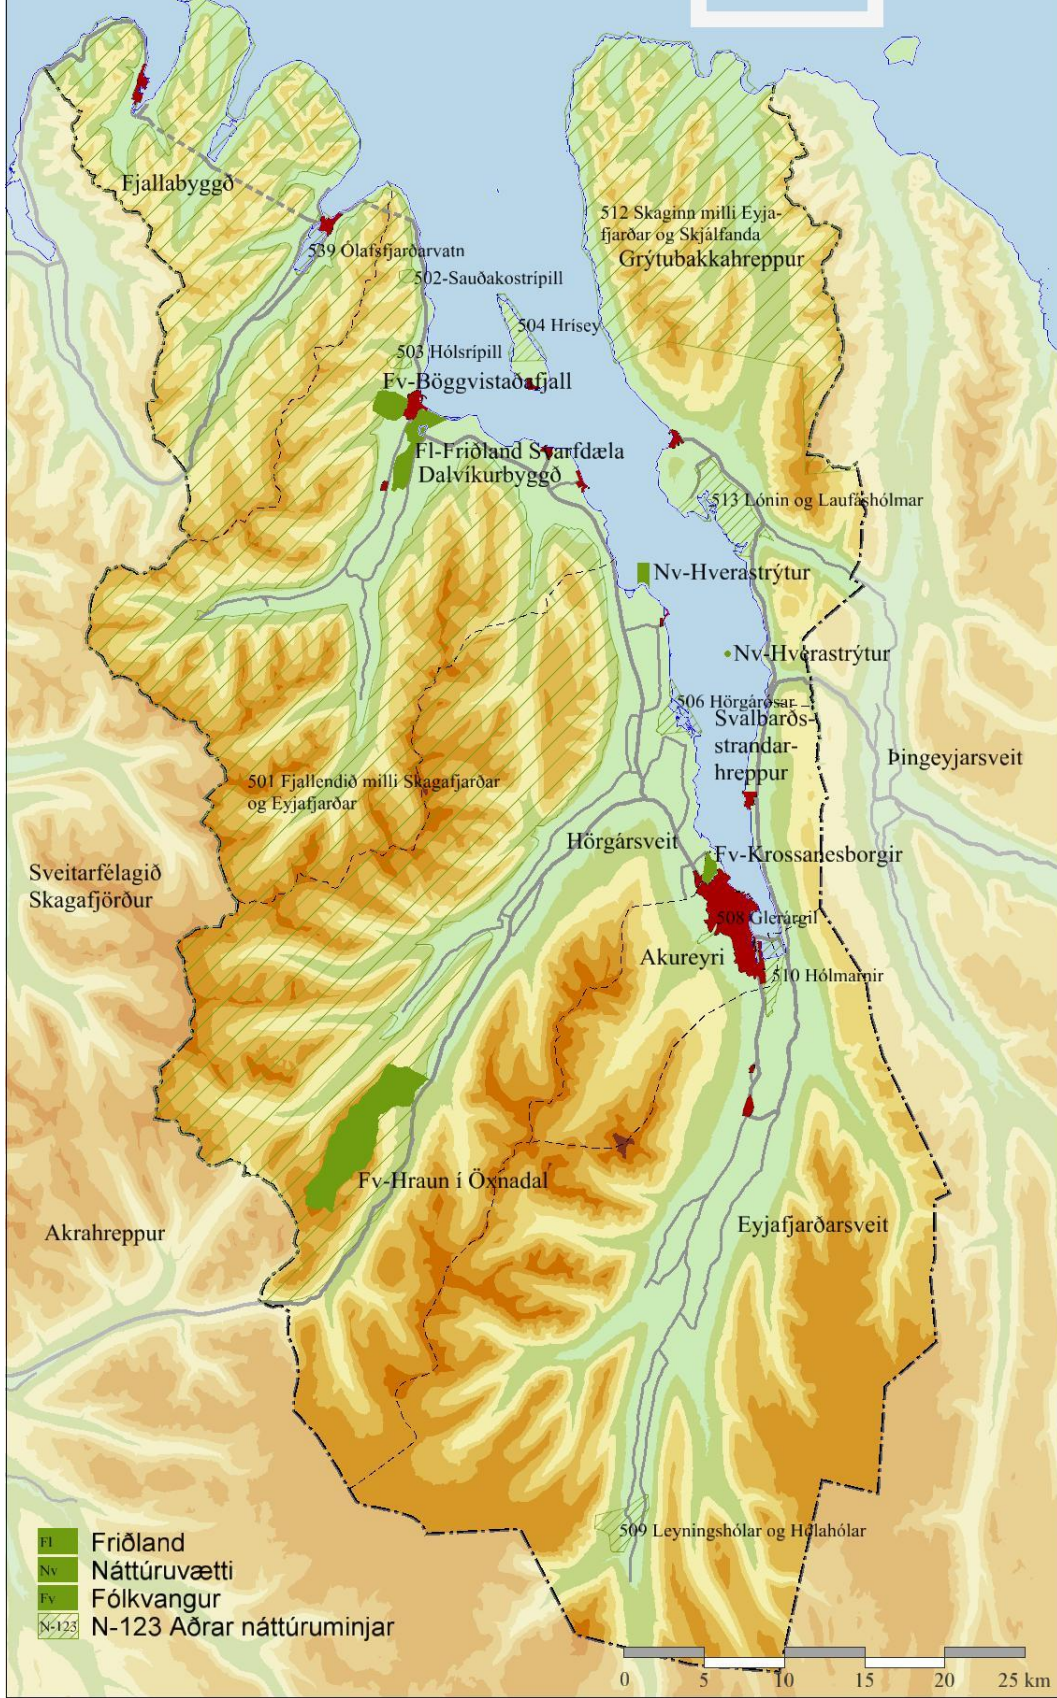 Fjallabyggð
512 Skaginn milli Eyja-
fjarðar og Skjálfanda
Grýtubakkahreppur
539 Ólafsfjarðarvatn
502-Sauðakostrípill
504 Hrísey
503 Hólsrípill
Fv-Böggvistaðafjall
Fl-Friðland Svarfdæla
Dalvíkurbyggð
513 Lónin og Laufáshólmar
Nv-Hverastrýtur
Nv-Hverastrýtur
506 Hörgárósar
Svalbarðs-
strandar-
hreppur
Þingeyjarsveit
501 Fjallendið milli Skagafjarðar
og Eyjafjarðar
Hörgársveit
Fv-Krossanesborgir
Sveitarfélagið
Skagafjörður
508 Glerárgil
Akureyri
510 Hólmarnir
Fv-Hraun í Öxnadal
Akrahreppur
Eyjafjarðarsveit
509 Leyningshólar og Hólahólar
Fl Friðland
Nv Náttúruvætti
Fv Fólkvangur
N-123 N-123 Aðrar náttúruminjar
0 5 10 15 20 25 km